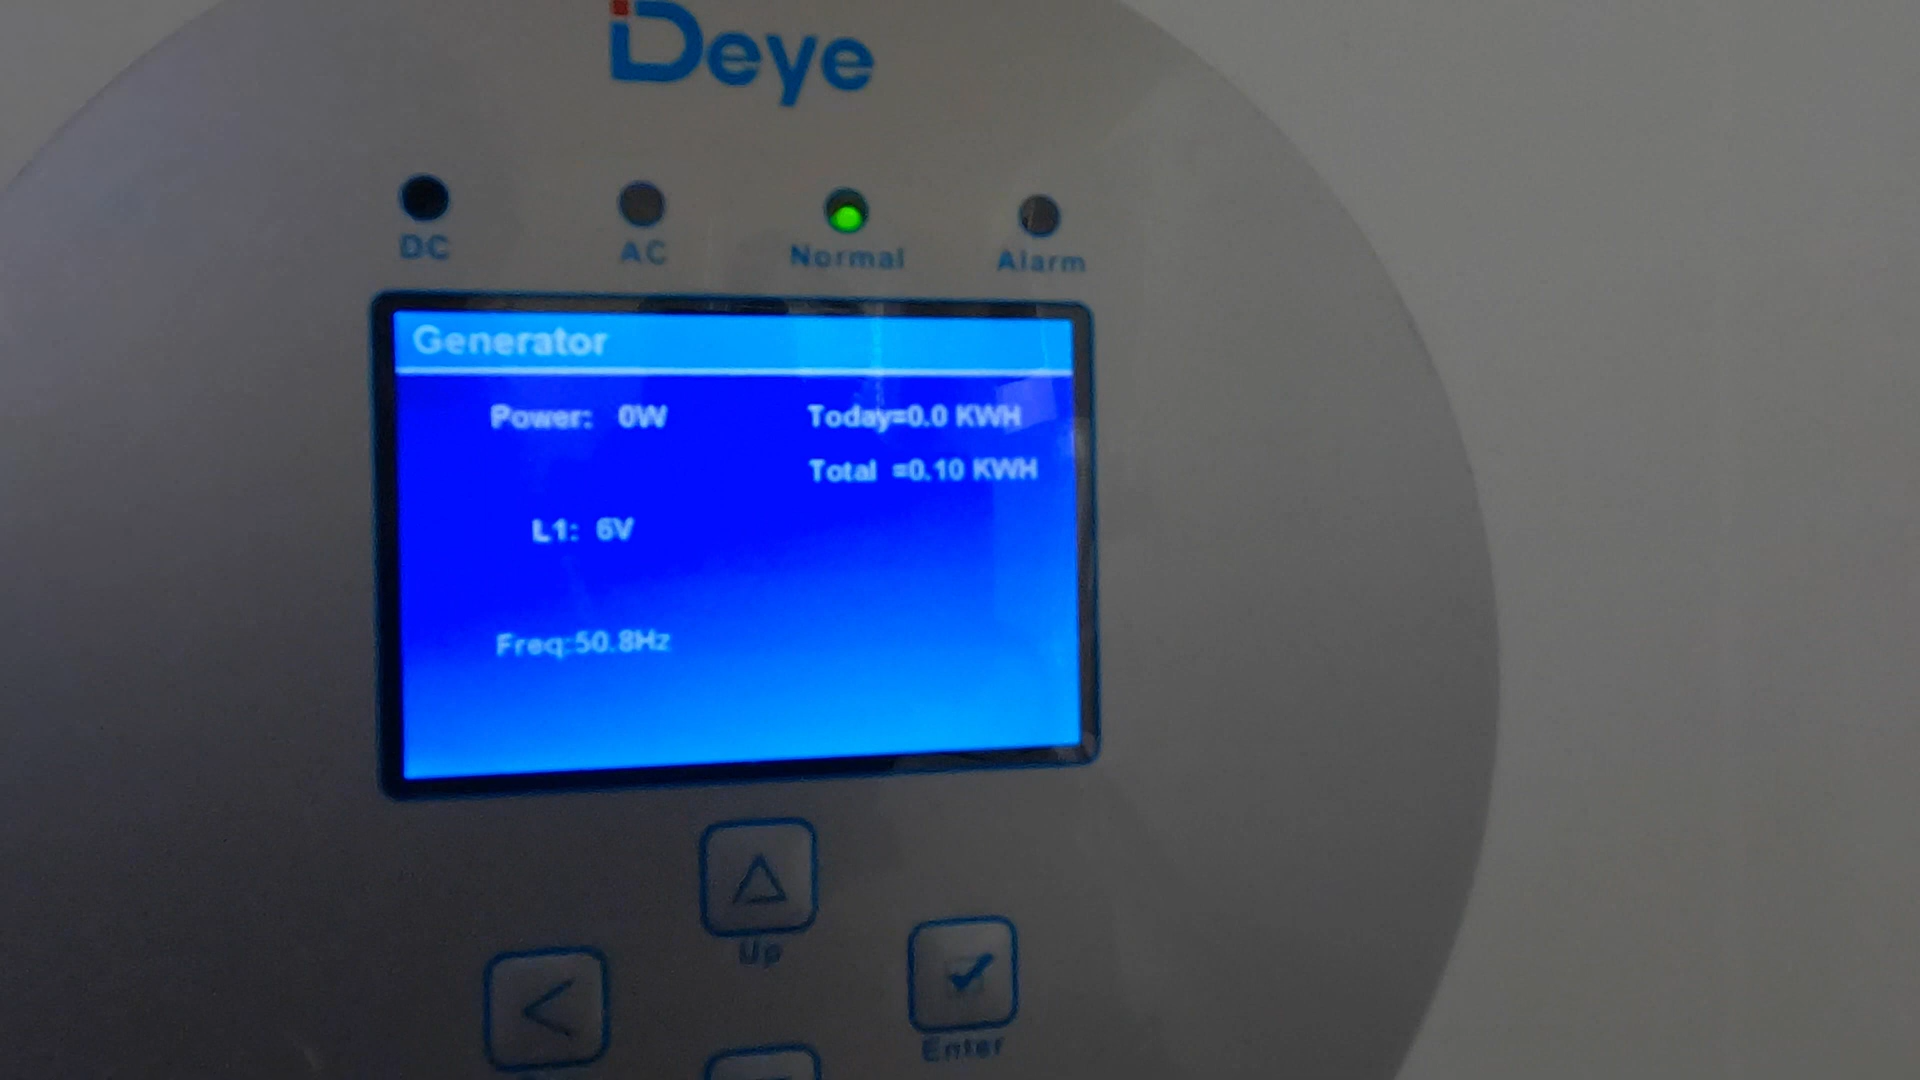 Deye
DC AC Normal Alarm
Generator
Power: 0W Today=0.0 KWH
Total =0.10 KWH
L1: 6V
Freq:50.8Hz
Up
Enter